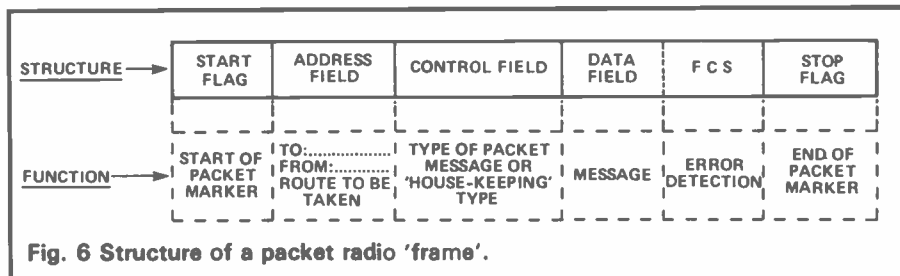 STRUCTURE
START FLAG
ADDRESS FIELD
CONTROL FIELD
DATA FIELD
F C S
STOP FLAG
FUNCTION
START OF PACKET MARKER
TO:..............
FROM:............
ROUTE TO BE TAKEN
TYPE OF PACKET MESSAGE OR 'HOUSE-KEEPING' TYPE
MESSAGE
ERROR DETECTION
END OF PACKET MARKER
Fig. 6 Structure of a packet radio 'frame'.